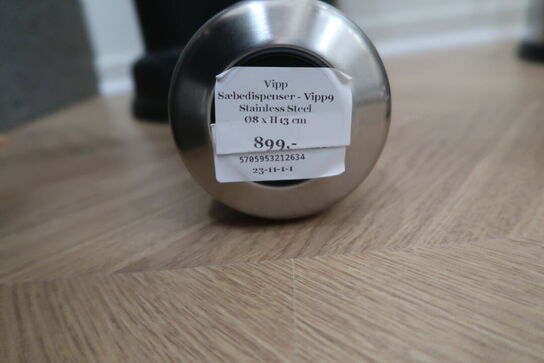 Vipp
Sæbedispenser - Vipp9
Stainless Steel
Ø8 x H13 cm
899,-
5705953212634
23-11-1-1